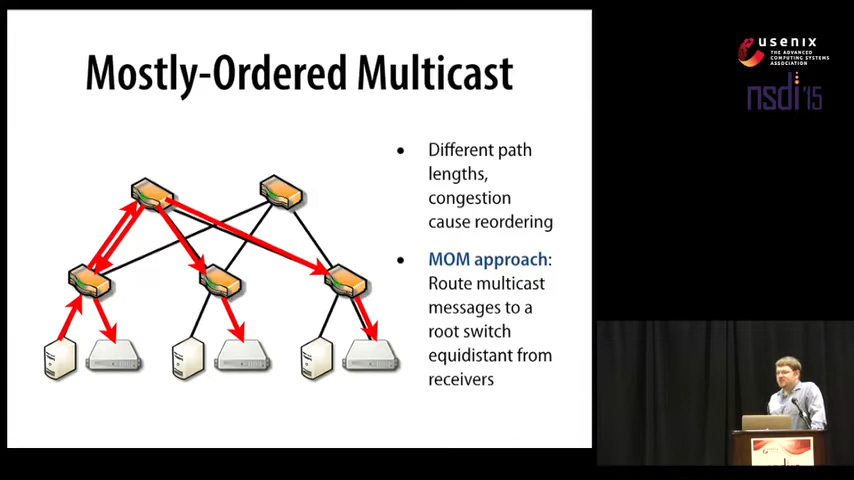 Mostly-Ordered Multicast
• Different path
lengths,
congestion
cause reordering
• MOM approach:
Route multicast
messages to a
root switch
equidistant from
receivers
usenix
THE ADVANCED
COMPUTING SYSTEMS
ASSOCIATION
nsdi '15